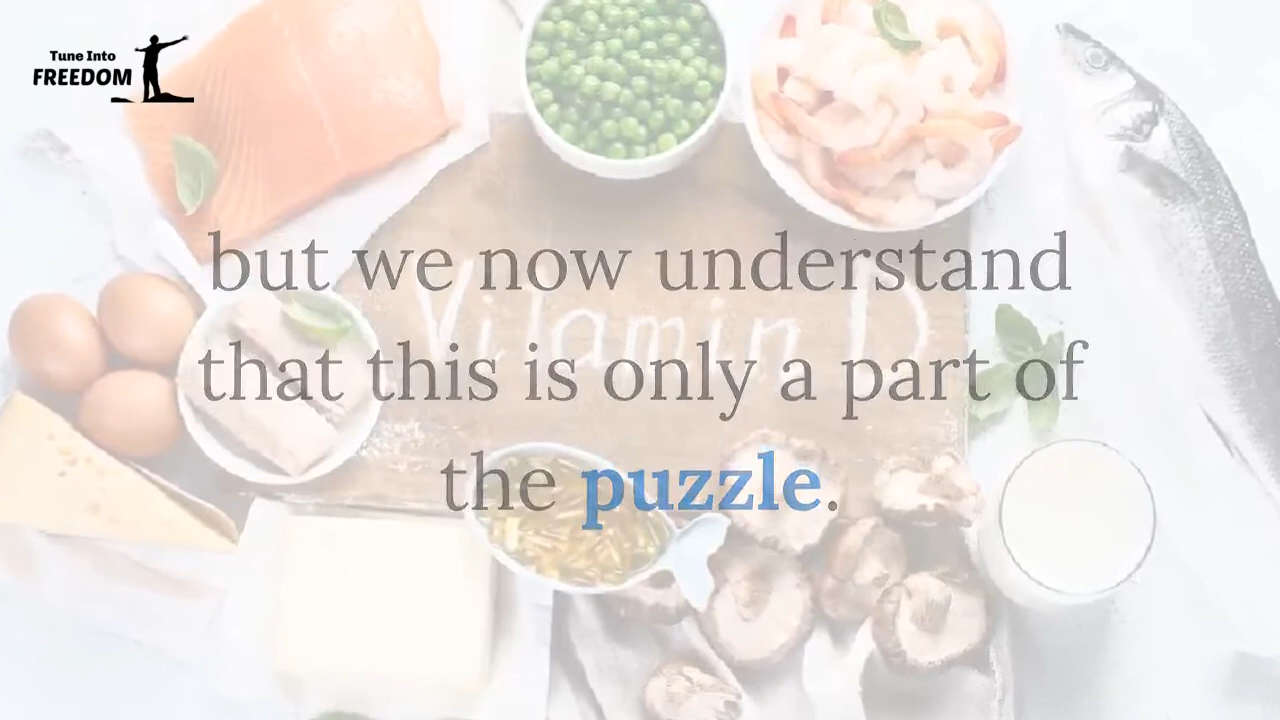 Tune Into
FREEDOM
but we now understand
Vitamin D
that this is only a part of
the puzzle.